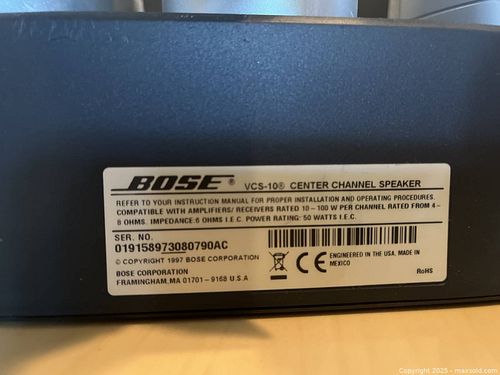 BOSE® VCS-10® CENTER CHANNEL SPEAKER
REFER TO YOUR INSTRUCTION MANUAL FOR PROPER INSTALLATION AND OPERATING PROCEDURES.
COMPATIBLE WITH AMPLIFIERS/ RECEIVERS RATED 10 – 100 W PER CHANNEL RATED FROM 4 –
8 OHMS. IMPEDANCE:6 OHMS I.E.C. POWER RATING: 50 WATTS I.E.C.
SER. NO.
019158973080790AC
COPYRIGHT 1997 BOSE CORPORATION
BOSE CORPORATION
FRAMINGHAM, MA 01701 – 9168 U.S.A
CE
ENGINEERED IN THE USA, MADE IN
MEXICO
RoHS
Copyright 2025 - www.maxsold.com